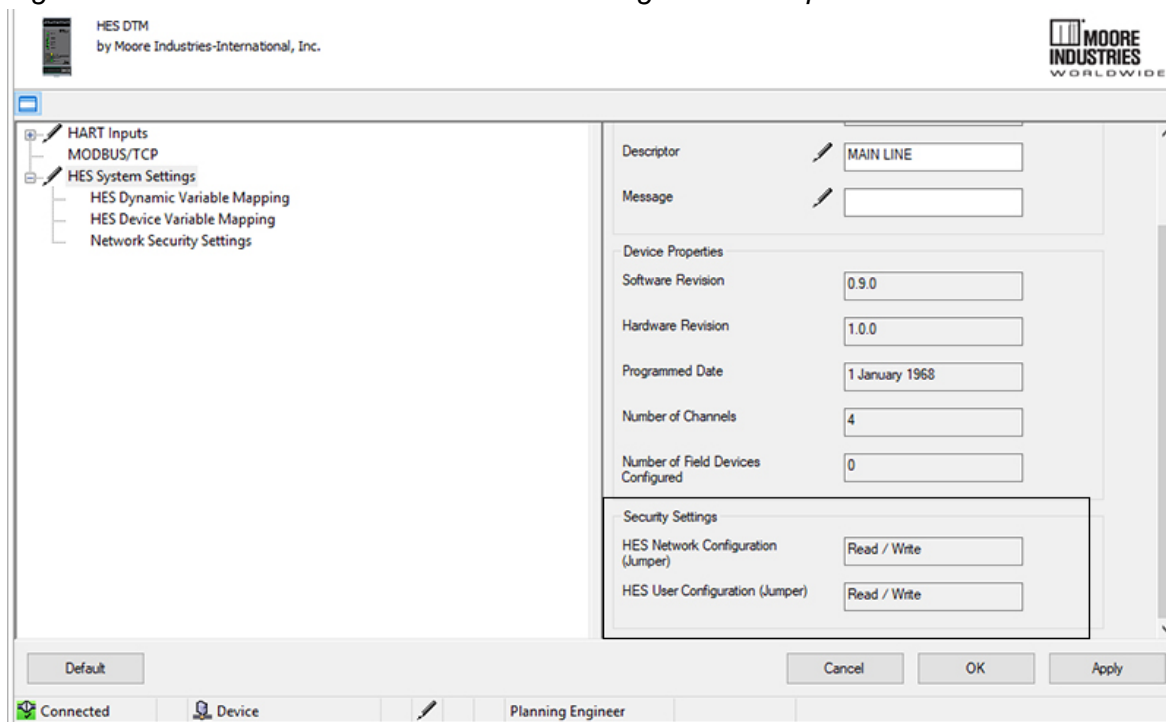 HES DTM
by Moore Industries-International, Inc.
MOORE
INDUSTRIES
WORLDWIDE
HART Inputs
MODBUS/TCP
HES System Settings
HES Dynamic Variable Mapping
HES Device Variable Mapping
Network Security Settings
Descriptor MAIN LINE
Message
Device Properties
Software Revision 0.9.0
Hardware Revision 1.0.0
Programmed Date 1 January 1968
Number of Channels 4
Number of Field Devices
Configured 0
Security Settings
HES Network Configuration
(Jumper) Read / Write
HES User Configuration (Jumper) Read / Write
Default Cancel OK Apply
Connected Device Planning Engineer